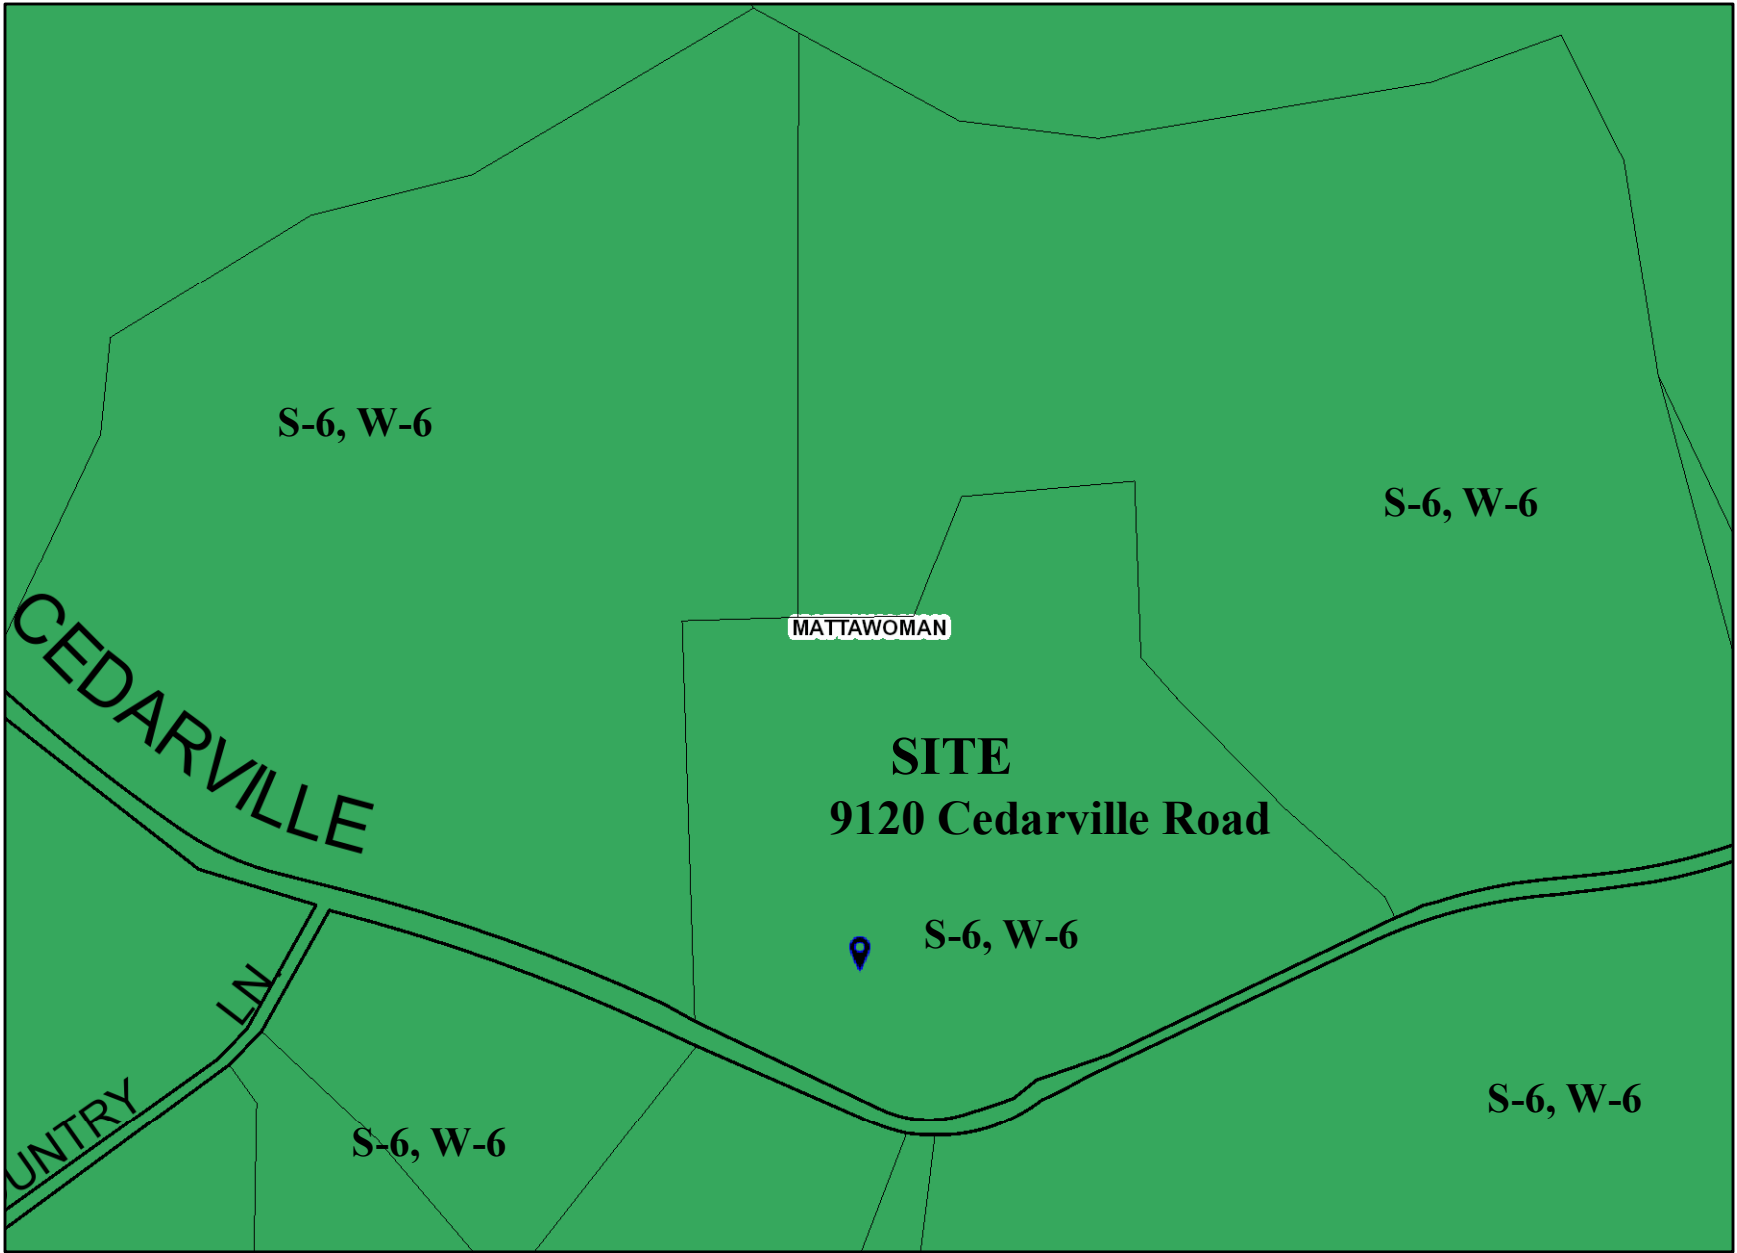 S-6, W-6
S-6, W-6
MATTAWOMAN
CEDARVILLE
SITE
9120 Cedarville Road
S-6, W-6
LN
UNTRY
S-6, W-6
S-6, W-6